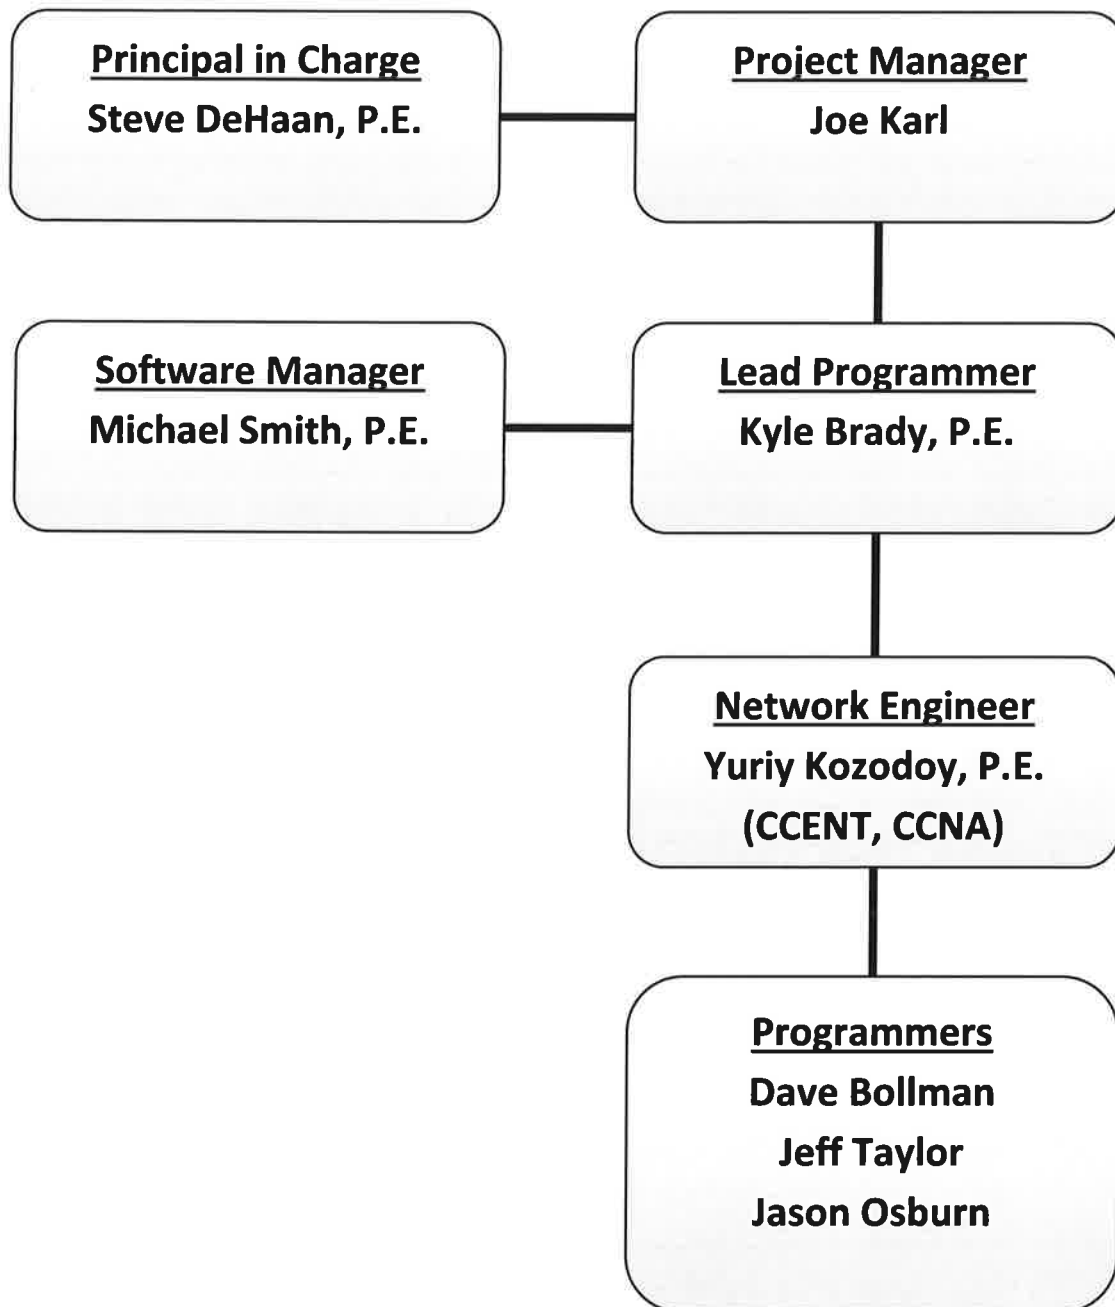 Principal in Charge
Steve DeHaan, P.E.
Project Manager
Joe Karl
Software Manager
Michael Smith, P.E.
Lead Programmer
Kyle Brady, P.E.
Network Engineer
Yuriy Kozodoy, P.E.
(CCENT, CCNA)
Programmers
Dave Bollman
Jeff Taylor
Jason Osburn